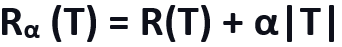 Rα (T) = R(T) + α|T|